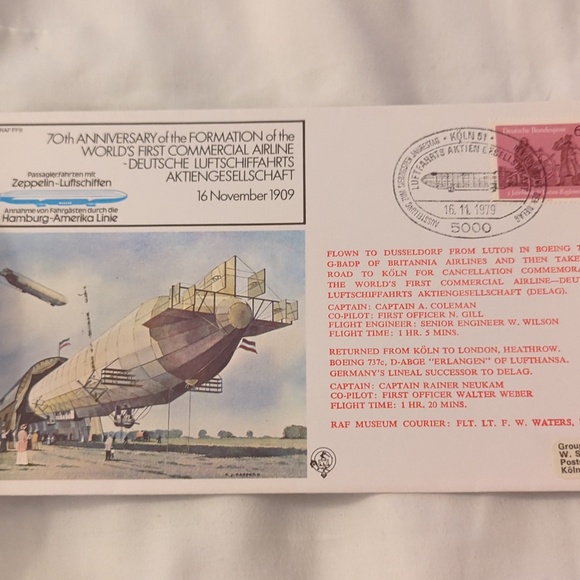 70th ANNIVERSARY of the FORMATION of the
WORLD'S FIRST COMMERCIAL AIRLINE
-DEUTSCHE LUFTSCHIFFAHRTS
AKTIENGESELLSCHAFT
16 November 1909
Passagierfahrten mit
Zeppelin-Luftschiffen
Annahme von Fahrgästen durch die
Hamburg-Amerika Linie
Deutsche Bundespost
KÖLN 51
16.11.1979
5000
FLOWN TO DUSSELDORF FROM LUTON IN BOEING
G-BADP OF BRITANNIA AIRLINES AND THEN TAKE
ROAD TO KÖLN FOR CANCELLATION COMMEMORA
THE WORLD'S FIRST COMMERCIAL AIRLINE—DEU
LUFTSCHIFFAHRTS AKTIENGESELLSCHAFT (DELAG).
CAPTAIN: CAPTAIN A. COLEMAN
CO-PILOT: FIRST OFFICER N. GILL
FLIGHT ENGINEER: SENIOR ENGINEER W. WILSON
FLIGHT TIME: 1 HR. 5 MINS.
RETURNED FROM KÖLN TO LONDON, HEATHROW.
BOEING 737c, D-ABGE "ERLANGEN" OF LUFTHANSA.
GERMANY'S LINEAL SUCCESSOR TO DELAG.
CAPTAIN: CAPTAIN RAINER NEUKAM
CO-PILOT: FIRST OFFICER WALTER WEBER
FLIGHT TIME: 1 HR. 20 MINS.
RAF MUSEUM COURIER: FLT. LT. F. W. WATERS,
Group
W. S
Posts
Köln